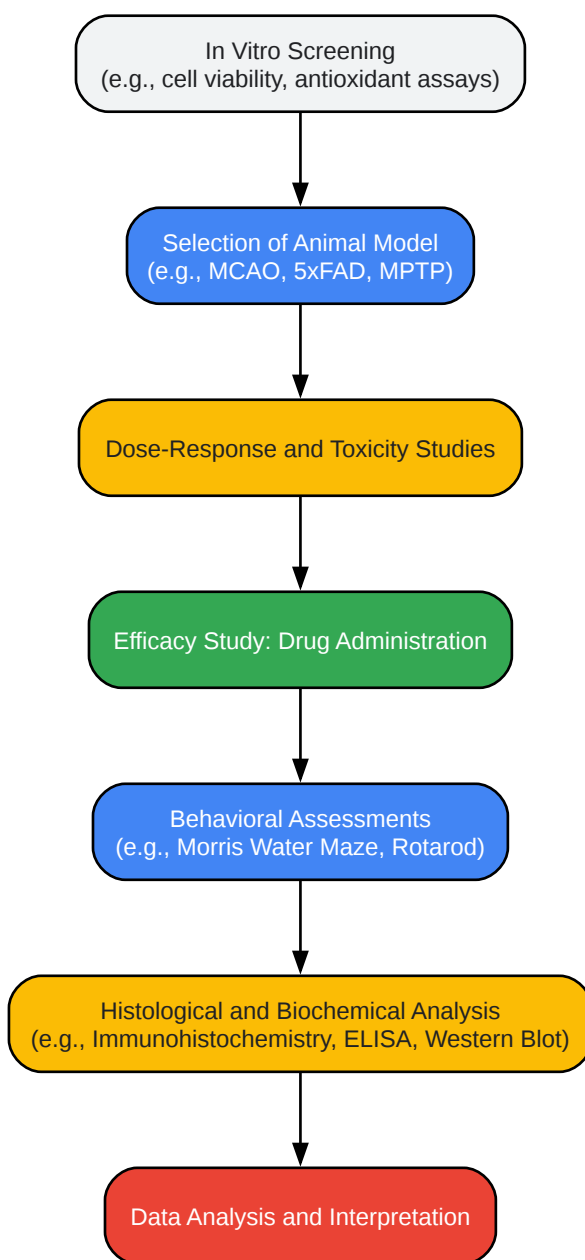 In Vitro Screening
(e.g., cell viability, antioxidant assays)
Selection of Animal Model
(e.g., MCAO, 5xFAD, MPTP)
Dose-Response and Toxicity Studies
Efficacy Study: Drug Administration
Behavioral Assessments
(e.g., Morris Water Maze, Rotarod)
Histological and Biochemical Analysis
(e.g., Immunohistochemistry, ELISA, Western Blot)
Data Analysis and Interpretation